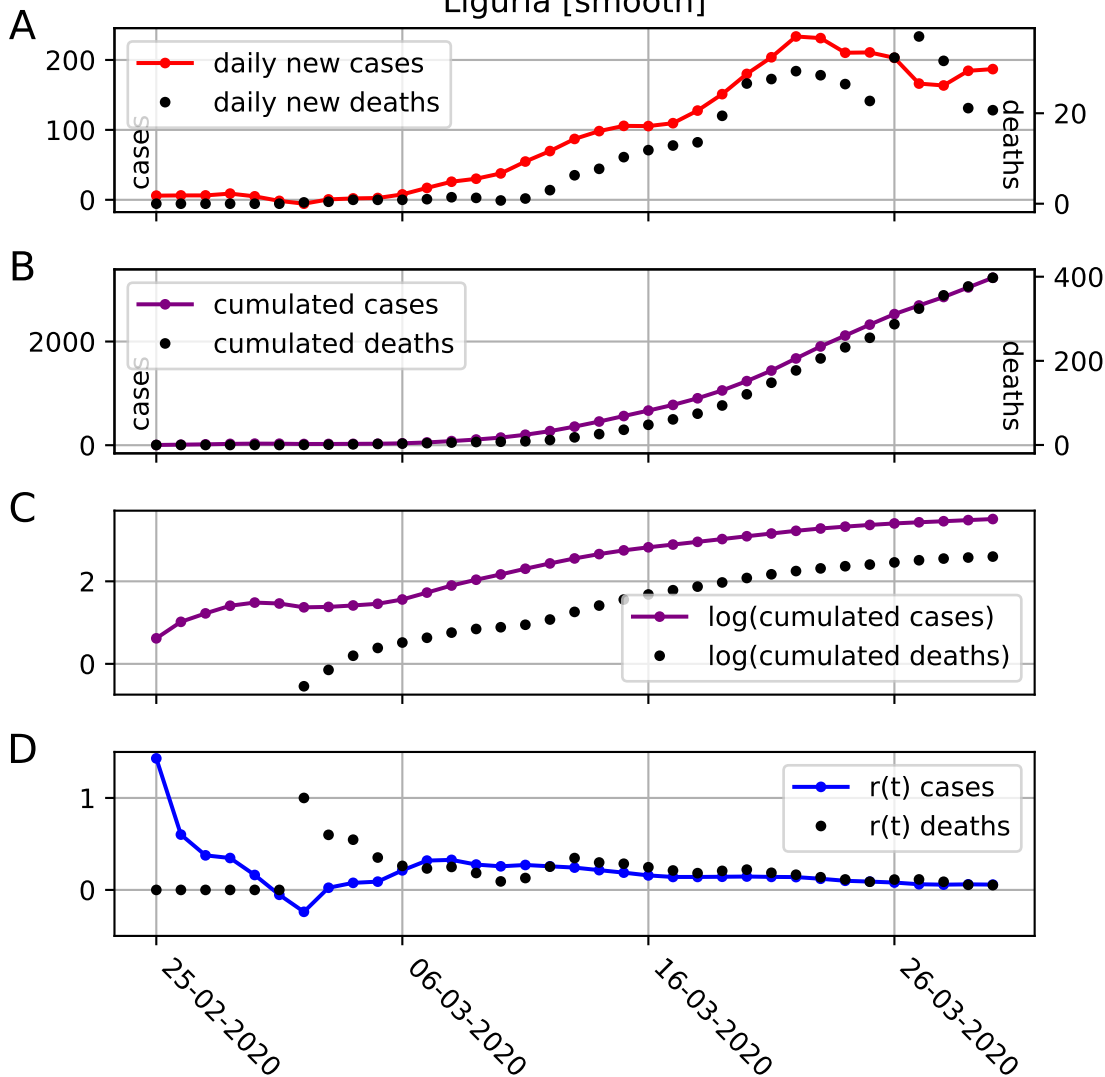 Liguria [smooth]
A
200
100
0
cases
daily new cases
daily new deaths
deaths
20
0
B
2000
0
cases
cumulated cases
cumulated deaths
deaths
400
200
0
C
2
0
log(cumulated cases)
log(cumulated deaths)
D
1
0
r(t) cases
r(t) deaths
25-02-2020
06-03-2020
16-03-2020
26-03-2020